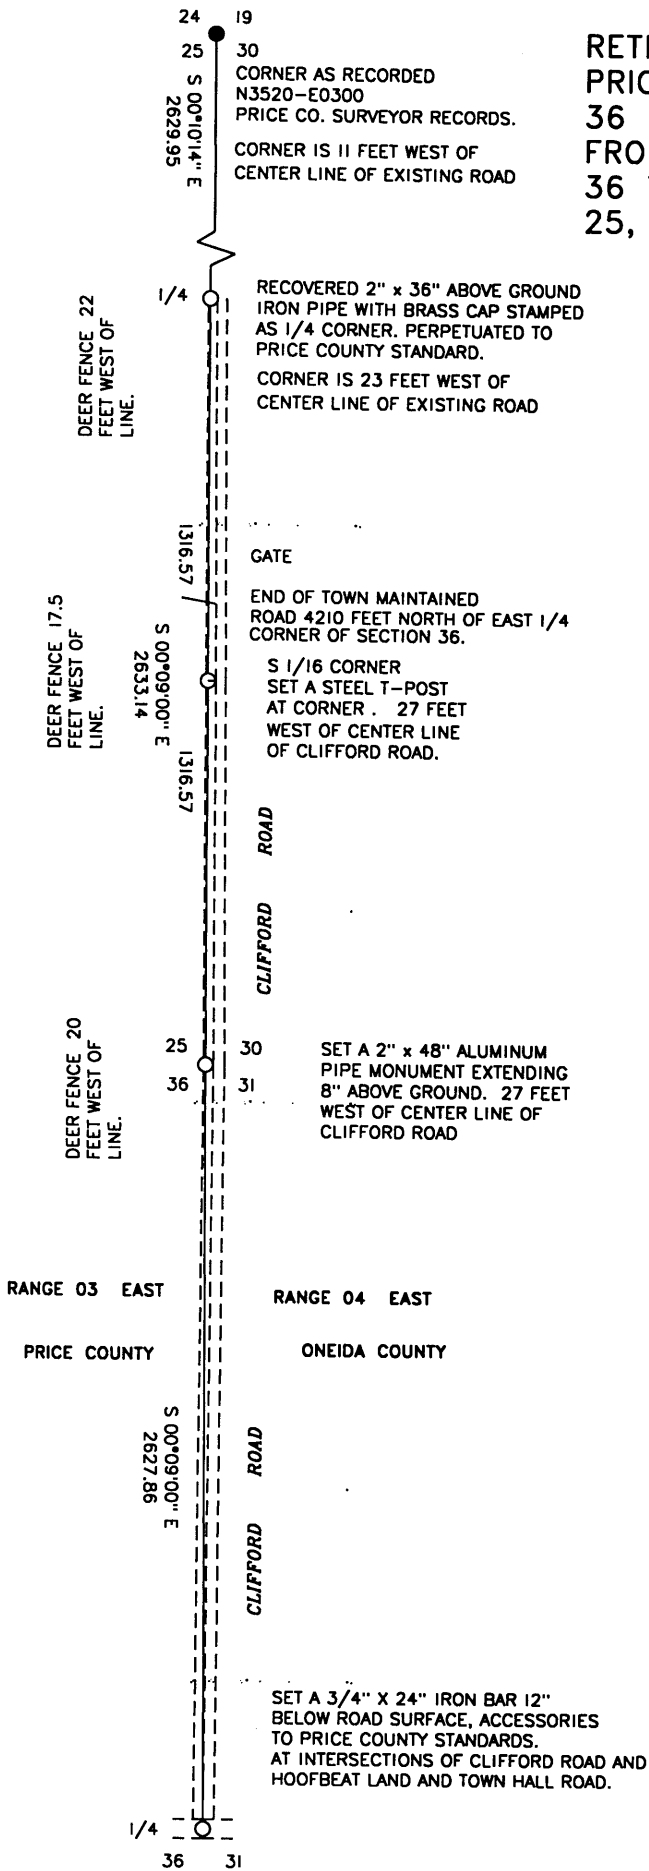 24 19
25 30
S 00°10'14" E
2629.95
CORNER AS RECORDED
N3520-E0300
PRICE CO. SURVEYOR RECORDS.
CORNER IS 11 FEET WEST OF
CENTER LINE OF EXISTING ROAD
36
FRO
36
25,
1/4
RECOVERED 2" x 36" ABOVE GROUND
IRON PIPE WITH BRASS CAP STAMPED
AS 1/4 CORNER. PERPETUATED TO
PRICE COUNTY STANDARD.
CORNER IS 23 FEET WEST OF
CENTER LINE OF EXISTING ROAD
DEER FENCE 22
FEET WEST OF
LINE.
1316.57
GATE
END OF TOWN MAINTAINED
ROAD 4210 FEET NORTH OF EAST 1/4
CORNER OF SECTION 36.
DEER FENCE 17.5
FEET WEST OF
LINE.
S 00°09'00" E
2633.14
S 1/16 CORNER
SET A STEEL T-POST
AT CORNER . 27 FEET
WEST OF CENTER LINE
OF CLIFFORD ROAD.
1316.57
CLIFFORD ROAD
DEER FENCE 20
FEET WEST OF
LINE.
25 30
36 31
SET A 2" x 48" ALUMINUM
PIPE MONUMENT EXTENDING
8" ABOVE GROUND. 27 FEET
WEST OF CENTER LINE OF
CLIFFORD ROAD
RANGE 03 EAST
RANGE 04 EAST
PRICE COUNTY
ONEIDA COUNTY
S 00°09'00" E
2627.86
CLIFFORD ROAD
SET A 3/4" X 24" IRON BAR 12"
BELOW ROAD SURFACE, ACCESSORIES
TO PRICE COUNTY STANDARDS.
AT INTERSECTIONS OF CLIFFORD ROAD AND
HOOFBEAT LAND AND TOWN HALL ROAD.
1/4
36 31